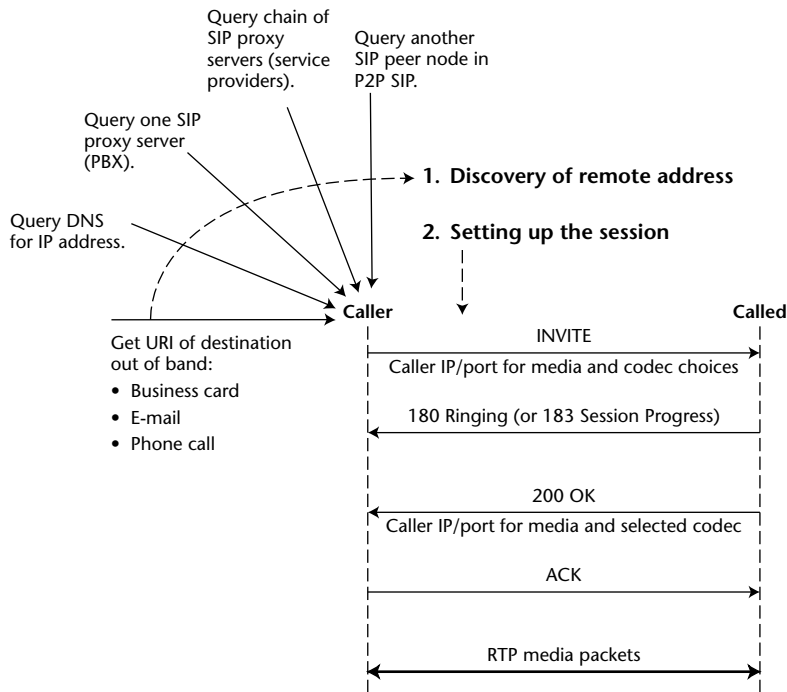 Query chain of
SIP proxy
servers (service
providers).
Query another
SIP peer node in
P2P SIP.
Query one SIP
proxy server
(PBX).
1. Discovery of remote address
Query DNS
for IP address.
2. Setting up the session
Caller
Called
Get URI of destination
out of band:
• Business card
• E-mail
• Phone call
INVITE
Caller IP/port for media and codec choices
180 Ringing (or 183 Session Progress)
200 OK
Caller IP/port for media and selected codec
ACK
RTP media packets